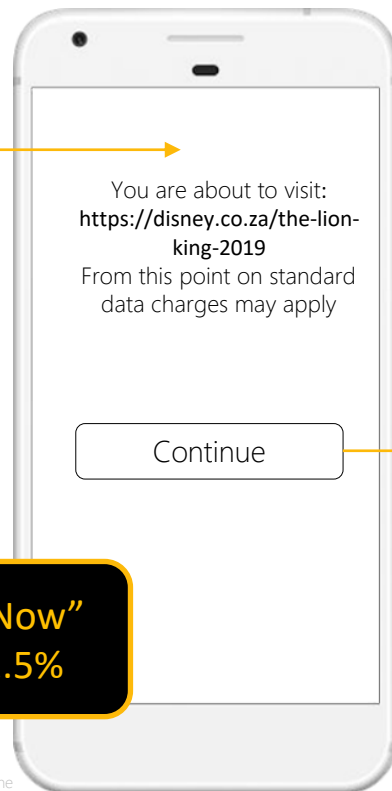 You are about to visit:
https://disney.co.za/the-lion-
king-2019
From this point on standard
data charges may apply
Continue
Now”
.5%